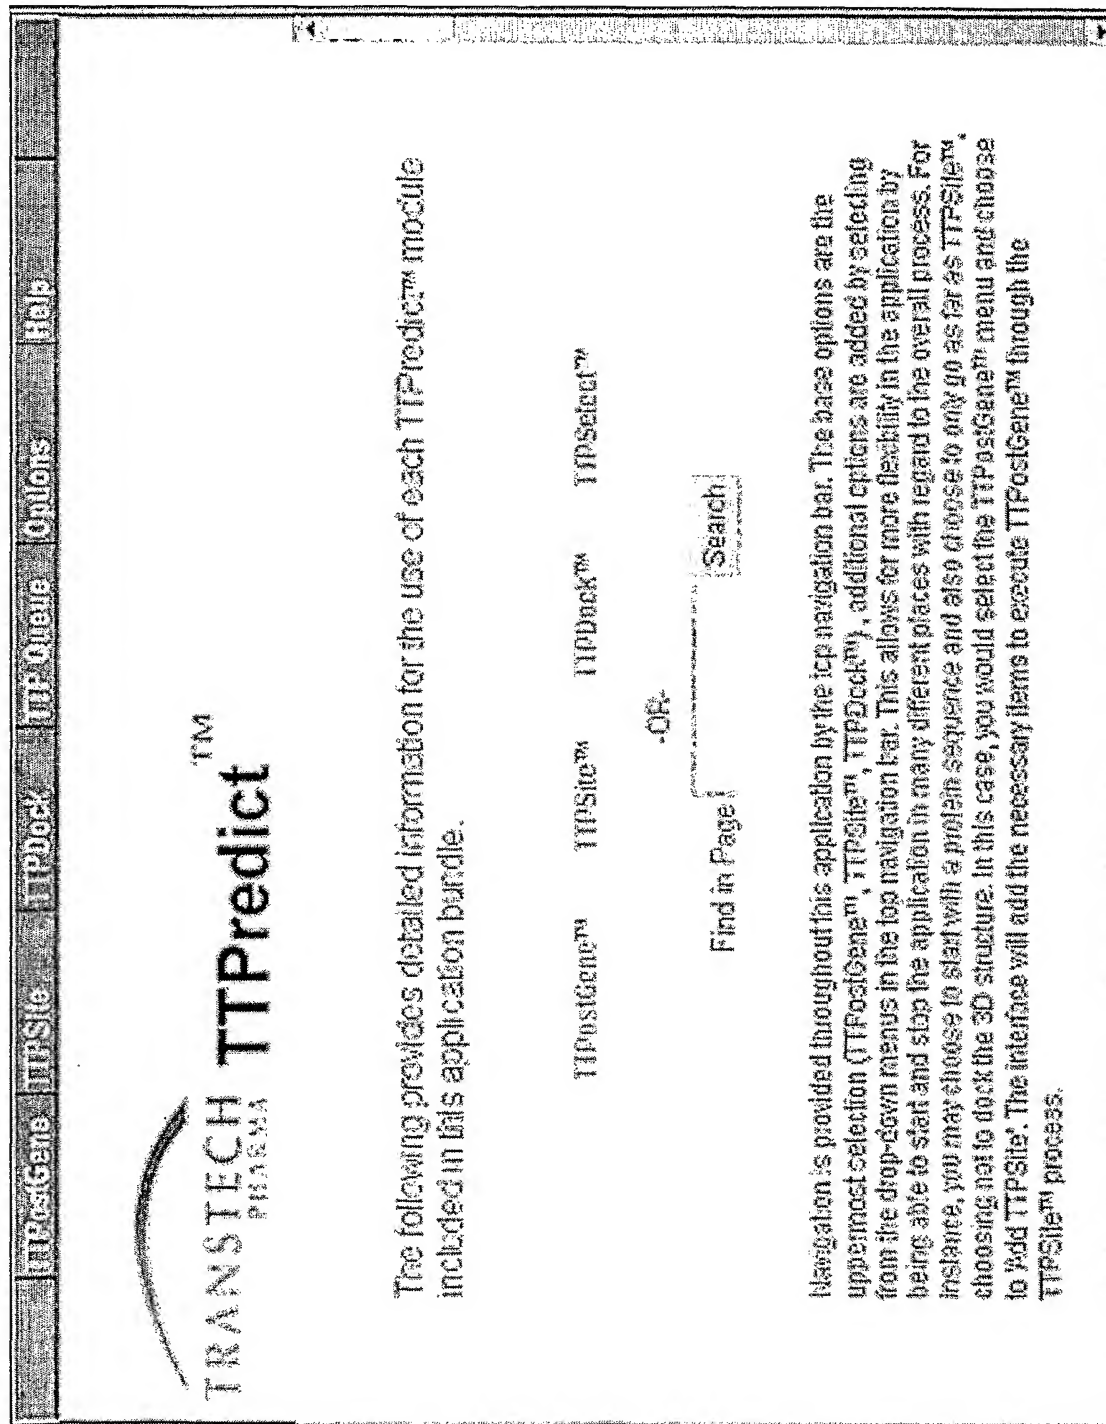 TTPostGene TTPSite TTPDock TTP Queue Options Help
TRANSTECH
PHARMA
TTPredict™
The following provides detailed information for the use of each TTPredict™ module
included in this application bundle.
TTPostGene™ TTPSite™ TTPDock™ TTPSelect™
-OR-
Find in Page Search
Navigation is provided throughout this application by the top navigation bar. The base options are the
uppermost selection (TTPostGene™, TTPSite™, TTPDock™), additional options are added by selecting
from the drop-down menus in the top navigation bar. This allows for more flexibility in the application by
being able to start and stop the application in many different places with regard to the overall process. For
instance, you may choose to start with a protein sequence and also choose to only go as far as TTPSite™,
choosing not to dock the 3D structure. In this case, you would select the TTPostGene™ menu and choose
to 'Add TTPSite'. The interface will add the necessary items to execute TTPostGene™ through the
TTPSite™ process.